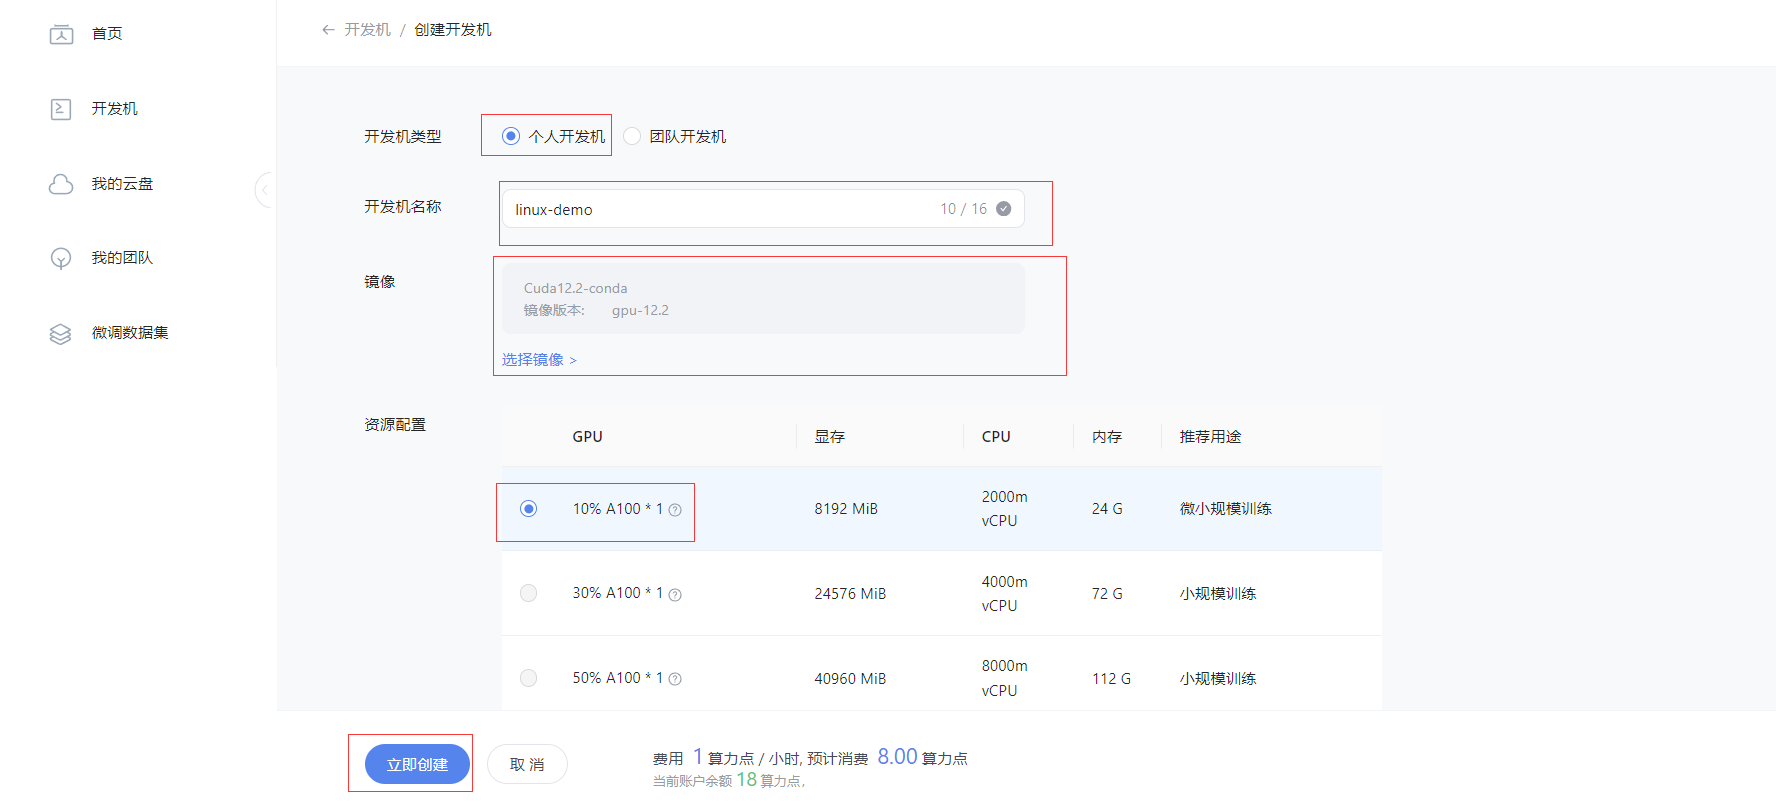 首页
开发机
我的云盘
我的团队
微调数据集
← 开发机 / 创建开发机
开发机类型 个人开发机 团队开发机
开发机名称 linux-demo 10 / 16
镜像 Cuda12.2-conda
镜像版本: gpu-12.2
选择镜像 >
资源配置 GPU 显存 CPU 内存 推荐用途
10% A100 * 1 8192 MiB 2000m vCPU 24 G 微小规模训练
30% A100 * 1 24576 MiB 4000m vCPU 72 G 小规模训练
50% A100 * 1 40960 MiB 8000m vCPU 112 G 小规模训练
立即创建 取 消 费用 1 算力点 / 小时, 预计消费 8.00 算力点
当前账户余额 18 算力点,